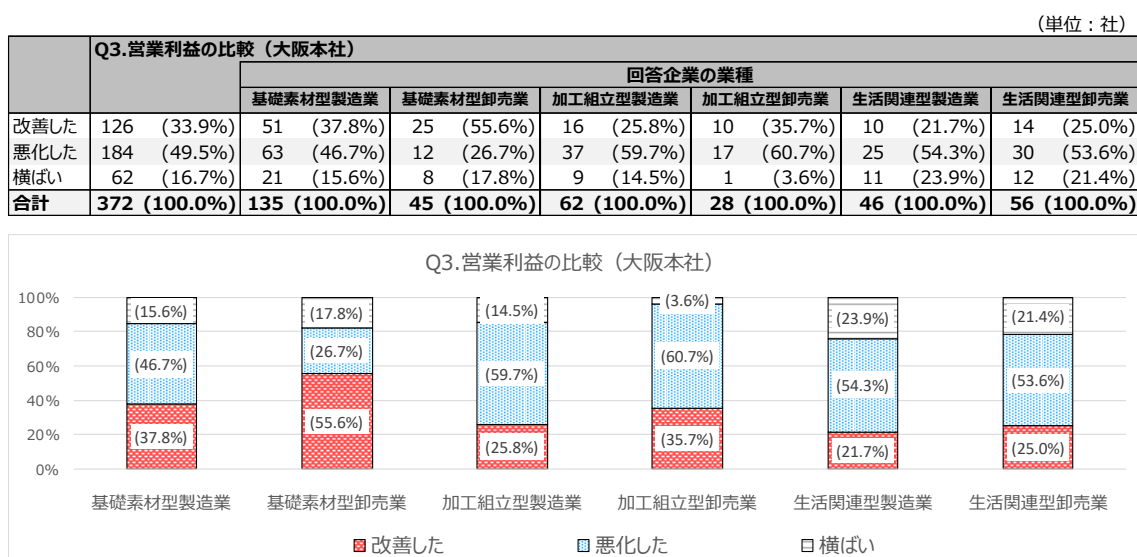 （単位：社）
Q3.営業利益の比較（大阪本社）
回答企業の業種
基礎素材型製造業 基礎素材型卸売業 加工組立型製造業 加工組立型卸売業 生活関連型製造業 生活関連型卸売業
改善した 126 (33.9%) 51 (37.8%) 25 (55.6%) 16 (25.8%) 10 (35.7%) 10 (21.7%) 14 (25.0%)
悪化した 184 (49.5%) 63 (46.7%) 12 (26.7%) 37 (59.7%) 17 (60.7%) 25 (54.3%) 30 (53.6%)
横ばい 62 (16.7%) 21 (15.6%) 8 (17.8%) 9 (14.5%) 1 (3.6%) 11 (23.9%) 12 (21.4%)
合計 372 (100.0%) 135 (100.0%) 45 (100.0%) 62 (100.0%) 28 (100.0%) 46 (100.0%) 56 (100.0%)
Q3.営業利益の比較（大阪本社）
100%
(15.6%) (17.8%) (14.5%) (3.6%) (23.9%) (21.4%)
80%
(46.7%) (26.7%) (59.7%) (60.7%) (54.3%) (53.6%)
60%
40%
(37.8%) (55.6%) (25.8%) (35.7%) (21.7%) (25.0%)
20%
0%
基礎素材型製造業 基礎素材型卸売業 加工組立型製造業 加工組立型卸売業 生活関連型製造業 生活関連型卸売業
改善した 悪化した 横ばい